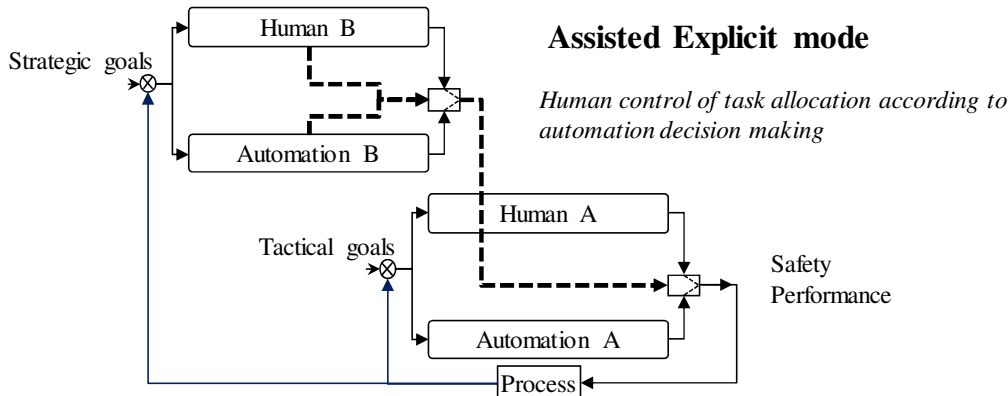 Human B
Assisted Explicit mode
Strategic goals
Human control of task allocation according to
automation decision making
Automation B
Human A
Tactical goals
Safety
Performance
Automation A
Process